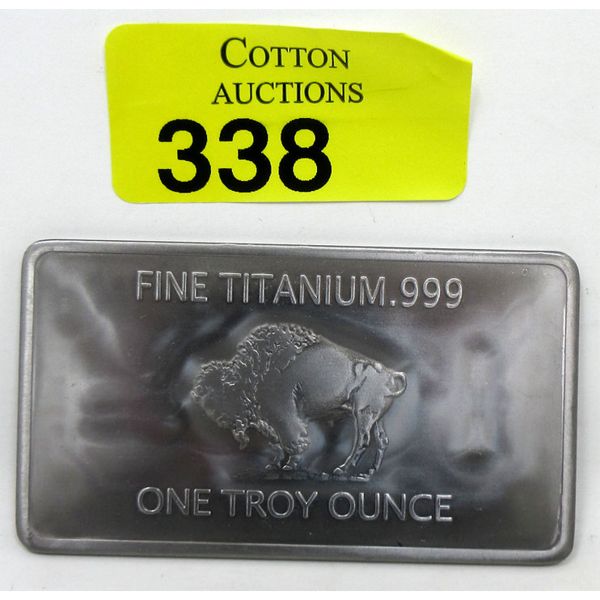 COTTON
AUCTIONS
338
FINE TITANIUM.999
ONE TROY OUNCE